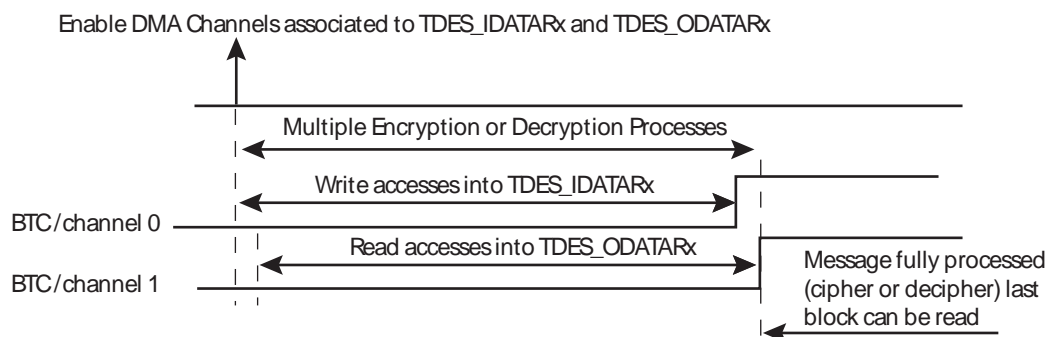 Enable DMA Channels associated to TDES_IDATARx and TDES_ODATARx
Multiple Encryption or Decryption Processes
Write accesses into TDES_IDATARx
BTC /channel 0
Read accesses into TDES_ODATARx
BTC /channel 1
Message fully processed
(cipher or decipher) last
block can be read